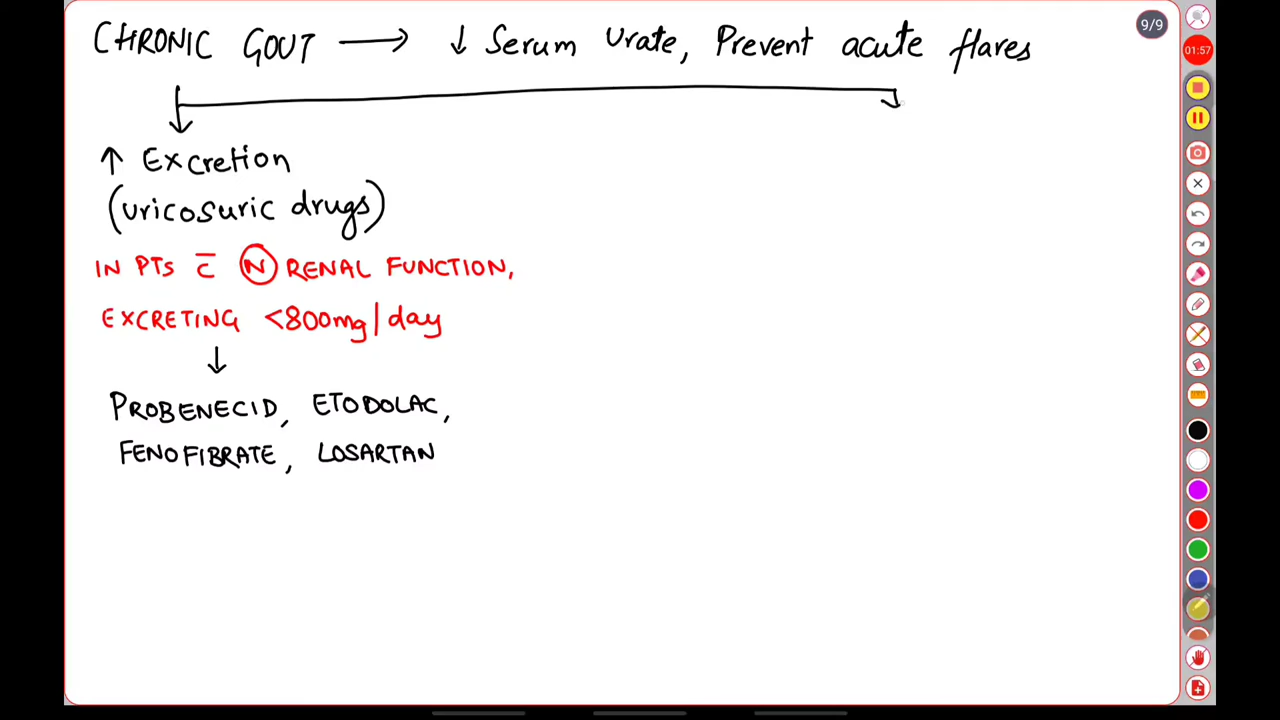 CHRONIC GOUT → ↓ Serum Urate, Prevent acute flares
9/9
01:57
↑ Excretion
(uricosuric drugs)
IN PTs c̅ Ⓝ RENAL FUNCTION,
EXCRETING <800mg/day
↓
PROBENECID, ETODOLAC,
FENOFIBRATE, LOSARTAN